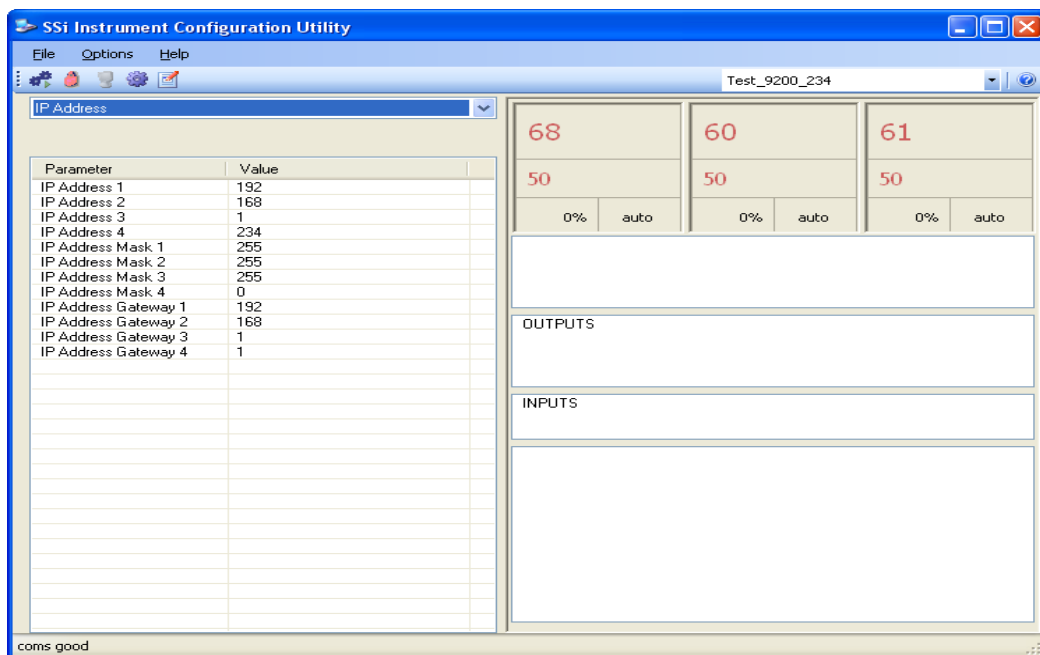 SSi Instrument Configuration Utility
File Options Help
Test_9200_234
IP Address
Parameter Value
IP Address 1 192
IP Address 2 168
IP Address 3 1
IP Address 4 234
IP Address Mask 1 255
IP Address Mask 2 255
IP Address Mask 3 255
IP Address Mask 4 0
IP Address Gateway 1 192
IP Address Gateway 2 168
IP Address Gateway 3 1
IP Address Gateway 4 1
68 60 61
50 50 50
0% auto 0% auto 0% auto
OUTPUTS
INPUTS
coms good